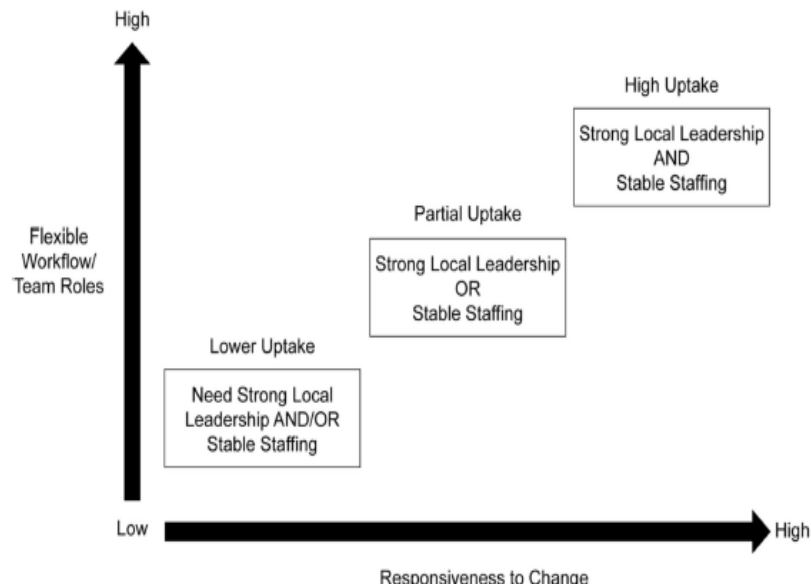 High
High Uptake
Strong Local Leadership
AND
Stable Staffing
Partial Uptake
Flexible
Workflow/
Team Roles
Strong Local Leadership
OR
Stable Staffing
Lower Uptake
Need Strong Local
Leadership AND/OR
Stable Staffing
Low
High
Responsiveness to Change